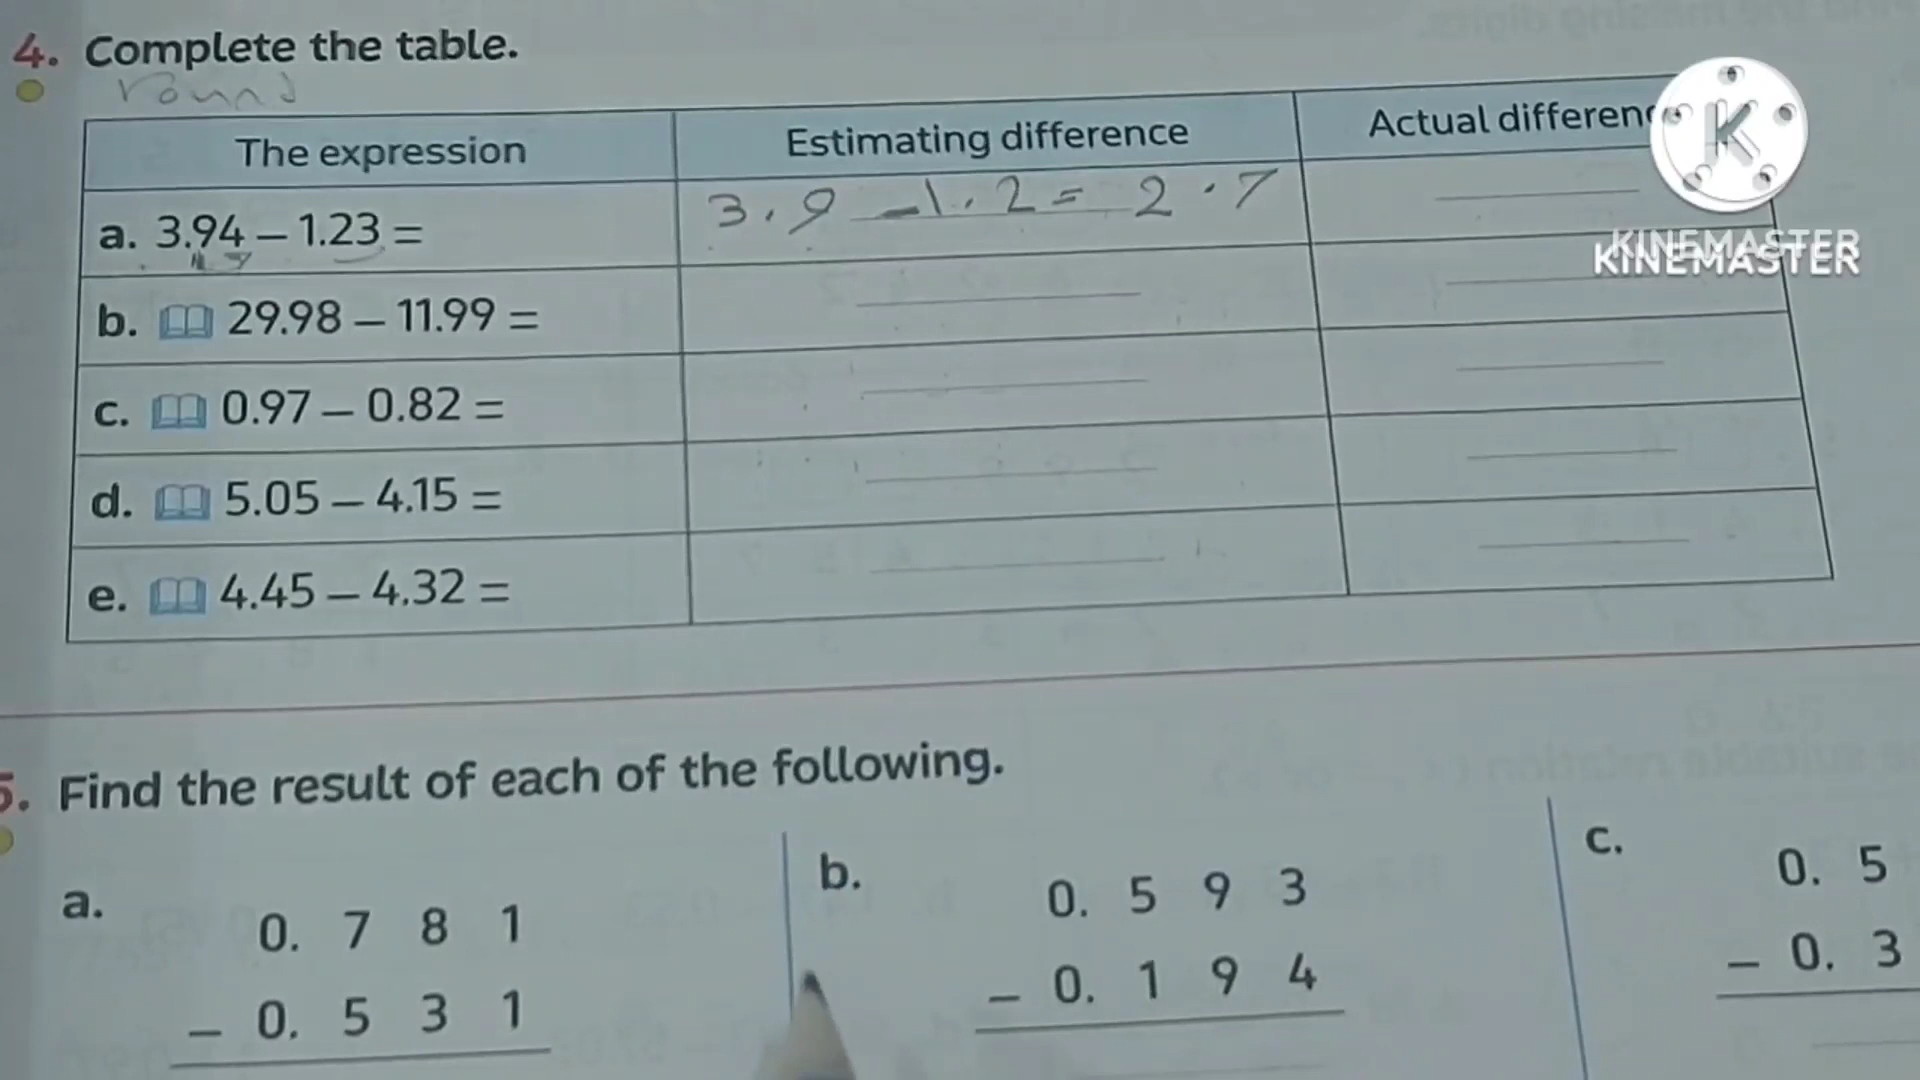 4. Complete the table.
round
The expression Estimating difference Actual differenc
a. 3.94 – 1.23 = 3.9 – 1.2 = 2.7
b. 29.98 – 11.99 =
c. 0.97 – 0.82 =
d. 5.05 – 4.15 =
e. 4.45 – 4.32 =
K
KINEMASTER
KINEMASTER
5. Find the result of each of the following.
a. b. c.
0. 7 8 1 0. 5 9 3 0. 5
– 0. 5 3 1 – 0. 1 9 4 – 0. 3